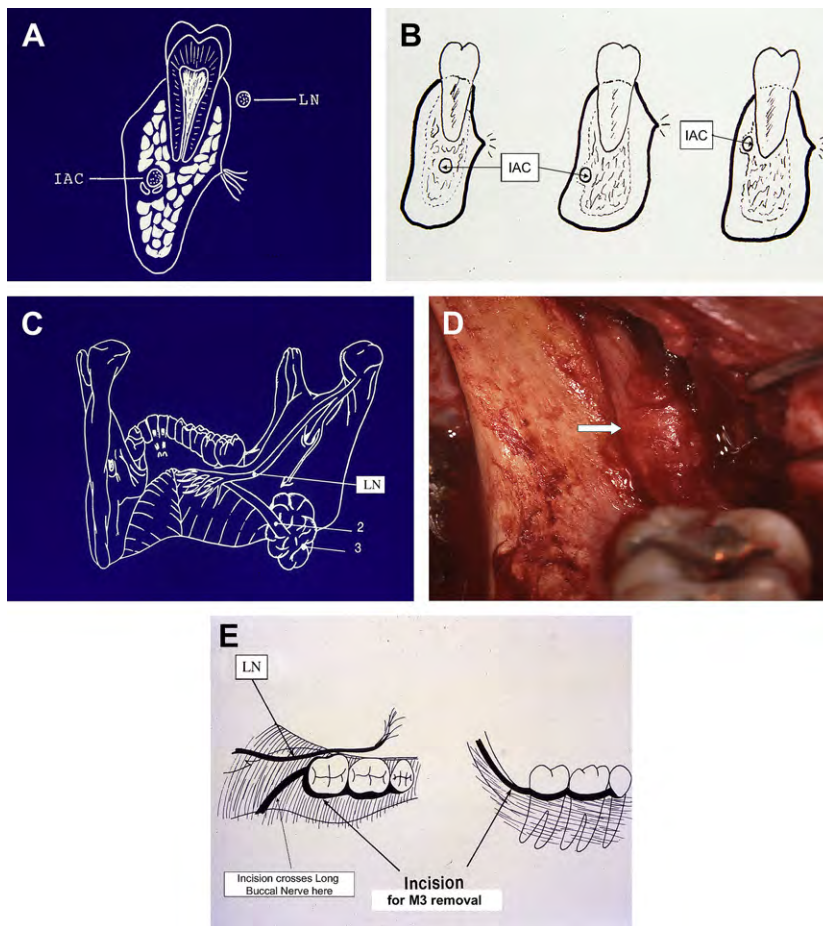 A
LN
IAC
B
IAC
IAC
C
LN
2
3
D
E
LN
Incision crosses Long
Buccal Nerve here
Incision
for M3 removal